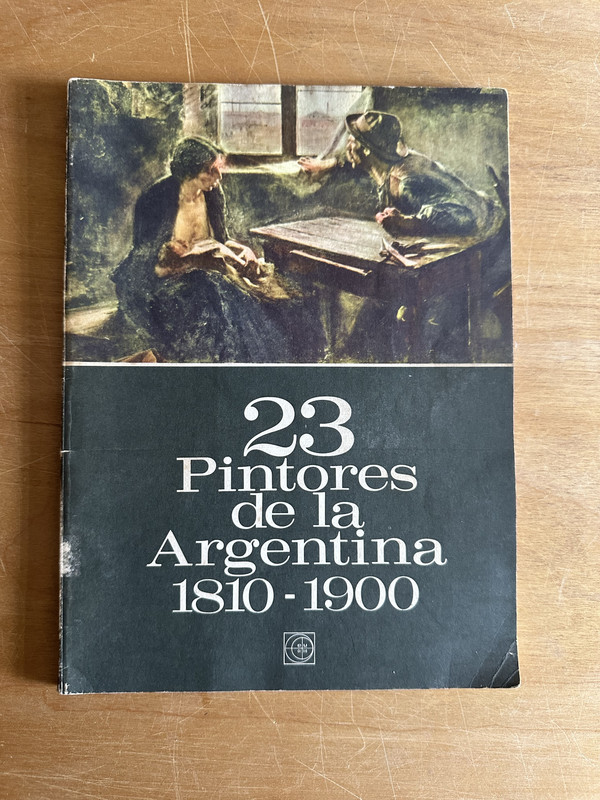 23
Pintores
de la
Argentina
1810-1900